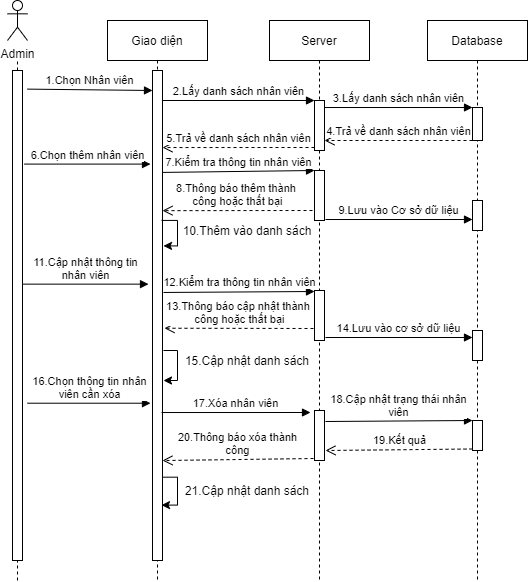 Admin
Giao diện
Server
Database
1.Chọn Nhân viên
2.Lấy danh sách nhân viên
3.Lấy danh sách nhân viên
4.Trả về danh sách nhân viên
5.Trả về danh sách nhân viên
6.Chọn thêm nhân viên
7.Kiểm tra thông tin nhân viên
8.Thông báo thêm thành
công hoặc thất bại
9.Lưu vào Cơ sở dữ liệu
10.Thêm vào danh sách
11.Cập nhật thông tin
nhân viên
12.Kiểm tra thông tin nhân viên
13.Thông báo cập nhật thành
công hoặc thất bại
14.Lưu vào cơ sở dữ liệu
15.Cập nhật danh sách
16.Chọn thông tin nhân
viên cần xóa
17.Xóa nhân viên
18.Cập nhật trạng thái nhân
viên
19.Kết quả
20.Thông báo xóa thành
công
21.Cập nhật danh sách